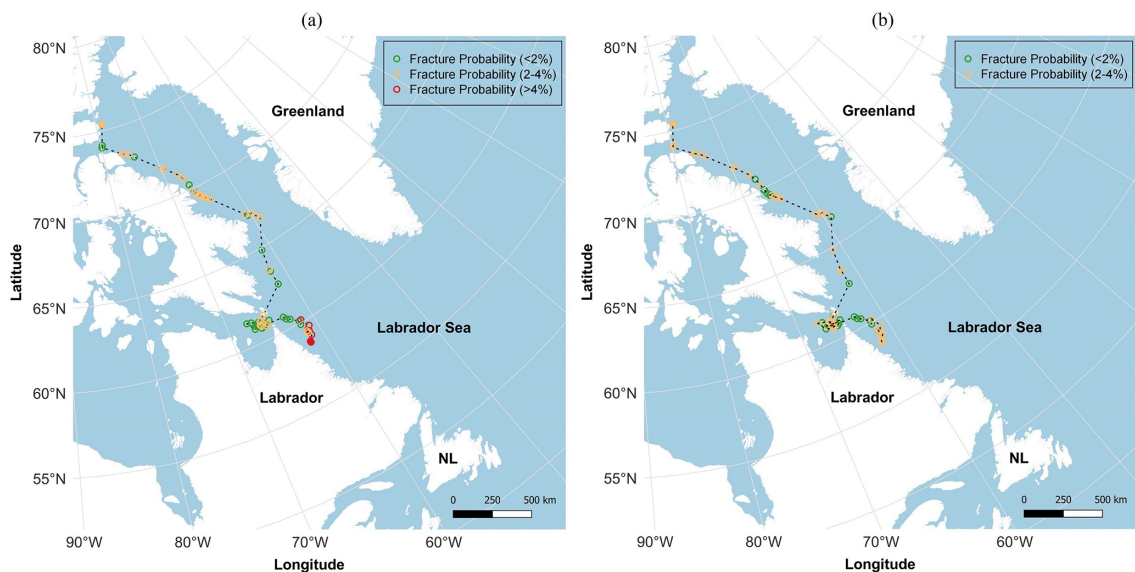 (a)
Fracture Probability (<2%)
Fracture Probability (2-4%)
Fracture Probability (>4%)
80°N
75°N
70°N
65°N
60°N
55°N
Latitude
Greenland
Labrador Sea
Labrador
NL
0 250 500 km
90°W 80°W 70°W 60°W
Longitude
(b)
Fracture Probability (<2%)
Fracture Probability (2-4%)
80°N
75°N
70°N
65°N
60°N
55°N
Latitude
Greenland
Labrador Sea
Labrador
NL
0 250 500 km
90°W 80°W 70°W 60°W
Longitude